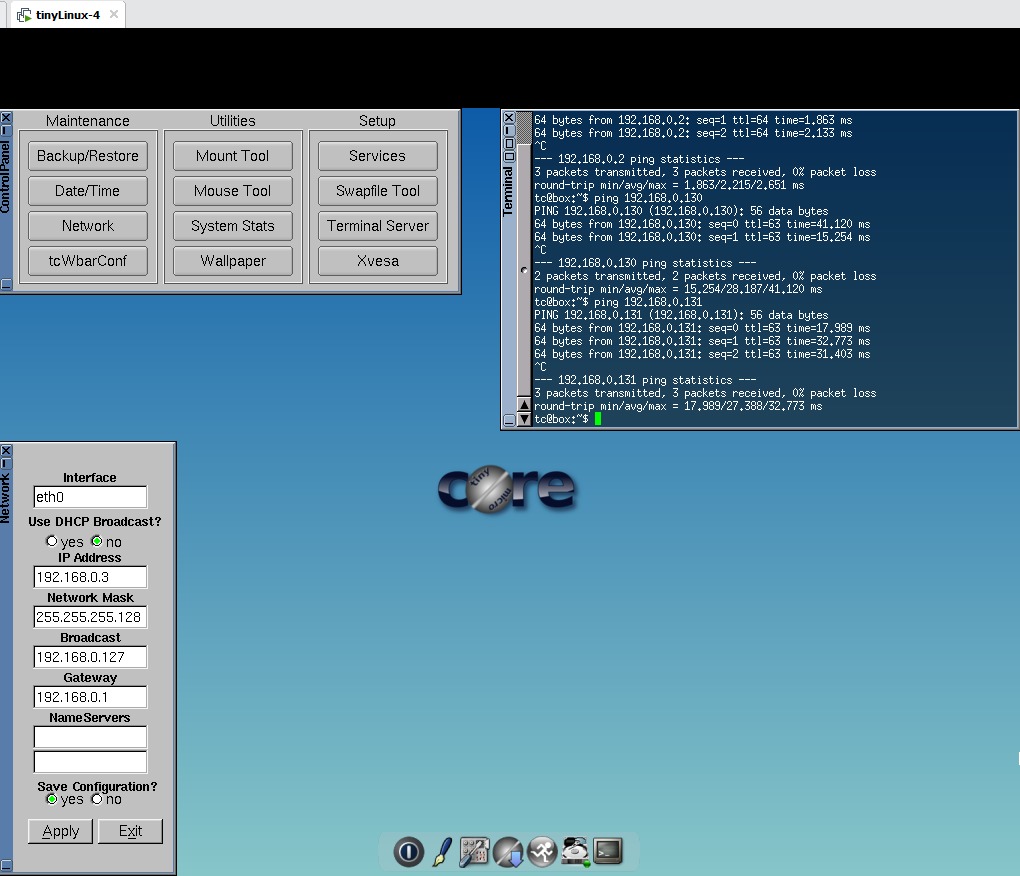 tinyLinux-4
ControlPanel
Maintenance
Backup/Restore
Date/Time
Network
tcWbarConf
Utilities
Mount Tool
Mouse Tool
System Stats
Wallpaper
Setup
Services
Swapfile Tool
Terminal Server
Xvesa
Terminal
64 bytes from 192.168.0.2: seq=1 ttl=64 time=1.863 ms
64 bytes from 192.168.0.2: seq=2 ttl=64 time=2.133 ms
^C
--- 192.168.0.2 ping statistics ---
3 packets transmitted, 3 packets received, 0% packet loss
round-trip min/avg/max = 1.863/2.215/2.651 ms
tc@box:~$ ping 192.168.0.130
PING 192.168.0.130 (192.168.0.130): 56 data bytes
64 bytes from 192.168.0.130: seq=0 ttl=63 time=41.120 ms
64 bytes from 192.168.0.130: seq=1 ttl=63 time=15.254 ms
^C
--- 192.168.0.130 ping statistics ---
2 packets transmitted, 2 packets received, 0% packet loss
round-trip min/avg/max = 15.254/28.187/41.120 ms
tc@box:~$ ping 192.168.0.131
PING 192.168.0.131 (192.168.0.131): 56 data bytes
64 bytes from 192.168.0.131: seq=0 ttl=63 time=17.989 ms
64 bytes from 192.168.0.131: seq=1 ttl=63 time=32.773 ms
64 bytes from 192.168.0.131: seq=2 ttl=63 time=31.403 ms
^C
--- 192.168.0.131 ping statistics ---
3 packets transmitted, 3 packets received, 0% packet loss
round-trip min/avg/max = 17.989/27.388/32.773 ms
tc@box:~$
Network
Interface
eth0
Use DHCP Broadcast?
yes no
IP Address
192.168.0.3
Network Mask
255.255.255.128
Broadcast
192.168.0.127
Gateway
192.168.0.1
NameServers
Save Configuration?
yes no
Apply Exit
core
tiny
micro